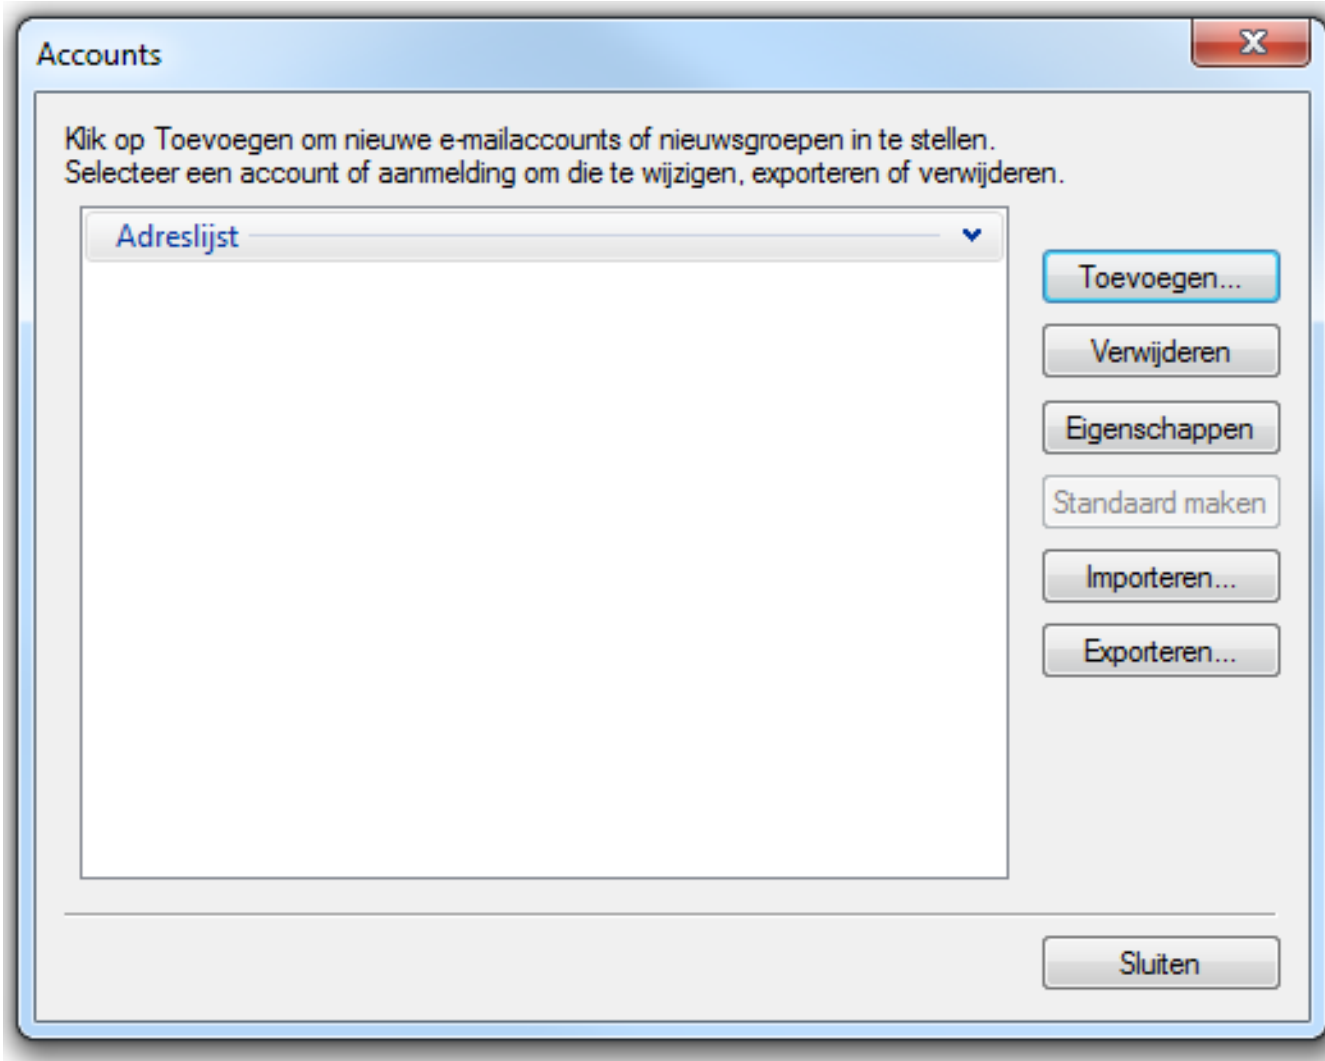 Accounts
Klik op Toevoegen om nieuwe e-mailaccounts of nieuwsgroepen in te stellen.
Selecteer een account of aanmelding om die te wijzigen, exporteren of verwijderen.
Adreslijst
Toevoegen...
Verwijderen
Eigenschappen
Standaard maken
Importeren...
Exporteren...
Sluiten